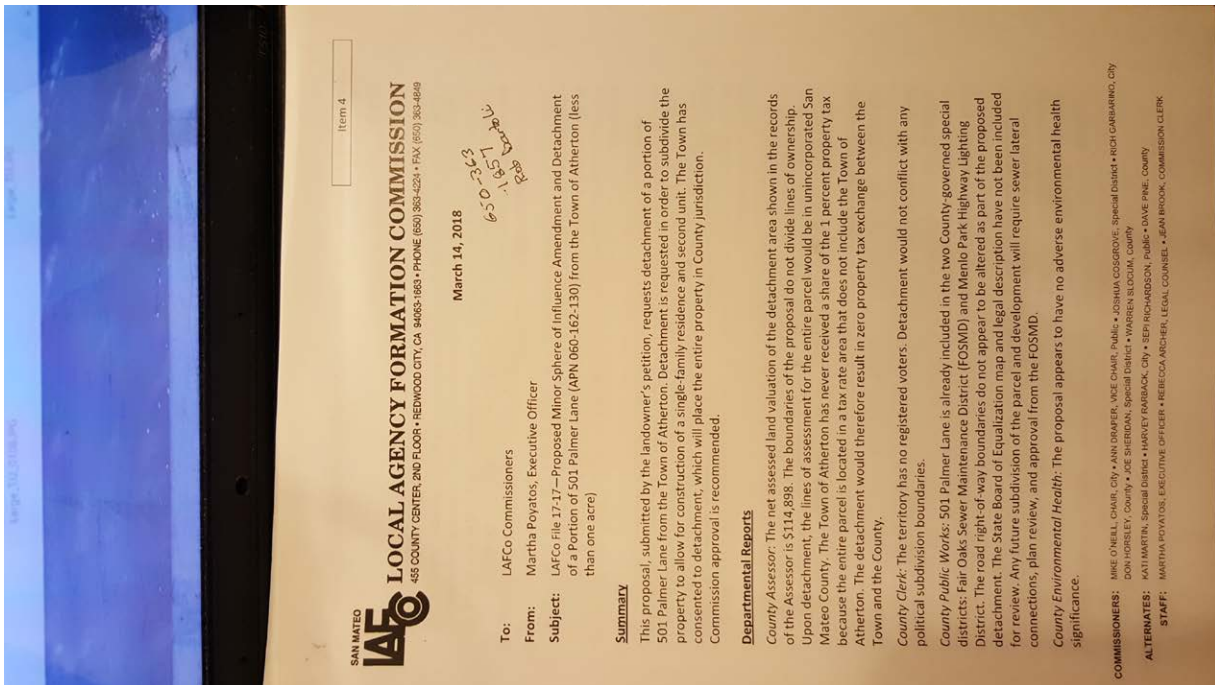 Item 4
SAN MATEO
LAFCo LOCAL AGENCY FORMATION COMMISSION
455 COUNTY CENTER, 2ND FLOOR • REDWOOD CITY, CA 94063-1663 • PHONE (650) 363-4224 • FAX (650) 363-4849
March 14, 2018
650-363
.1857
Rob Bartoli
To: LAFCo Commissioners
From: Martha Poyatos, Executive Officer
Subject: LAFCo File 17-17—Proposed Minor Sphere of Influence Amendment and Detachment
of a Portion of 501 Palmer Lane (APN 060-162-130) from the Town of Atherton (less
than one acre)
Summary
This proposal, submitted by the landowner's petition, requests detachment of a portion of
501 Palmer Lane from the Town of Atherton. Detachment is requested in order to subdivide the
property to allow for construction of a single-family residence and second unit. The Town has
consented to detachment, which will place the entire property in County jurisdiction.
Commission approval is recommended.
Departmental Reports
County Assessor: The net assessed land valuation of the detachment area shown in the records
of the Assessor is $114,898. The boundaries of the proposal do not divide lines of ownership.
Upon detachment, the lines of assessment for the entire parcel would be in unincorporated San
Mateo County. The Town of Atherton has never received a share of the 1 percent property tax
because the entire parcel is located in a tax rate area that does not include the Town of
Atherton. The detachment would therefore result in zero property tax exchange between the
Town and the County.
County Clerk: The territory has no registered voters. Detachment would not conflict with any
political subdivision boundaries.
County Public Works: 501 Palmer Lane is already included in the two County-governed special
districts: Fair Oaks Sewer Maintenance District (FOSMD) and Menlo Park Highway Lighting
District. The road right-of-way boundaries do not appear to be altered as part of the proposed
detachment. The State Board of Equalization map and legal description have not been included
for review. Any future subdivision of the parcel and development will require sewer lateral
connections, plan review, and approval from the FOSMD.
County Environmental Health: The proposal appears to have no adverse environmental health
significance.
COMMISSIONERS: MIKE O'NEILL, CHAIR, City • ANN DRAPER, VICE CHAIR, Public • JOSHUA COSGROVE, Special District • RICH GARBARINO, City
DON HORSLEY, County • JOE SHERIDAN, Special District • WARREN SLOCUM, County
ALTERNATES: KATI MARTIN, Special District • HARVEY RARBACK, City • SEPI RICHARDSON, Public • DAVE PINE, County
STAFF: MARTHA POYATOS, EXECUTIVE OFFICER • REBECCA ARCHER, LEGAL COUNSEL • JEAN BROOK, COMMISSION CLERK